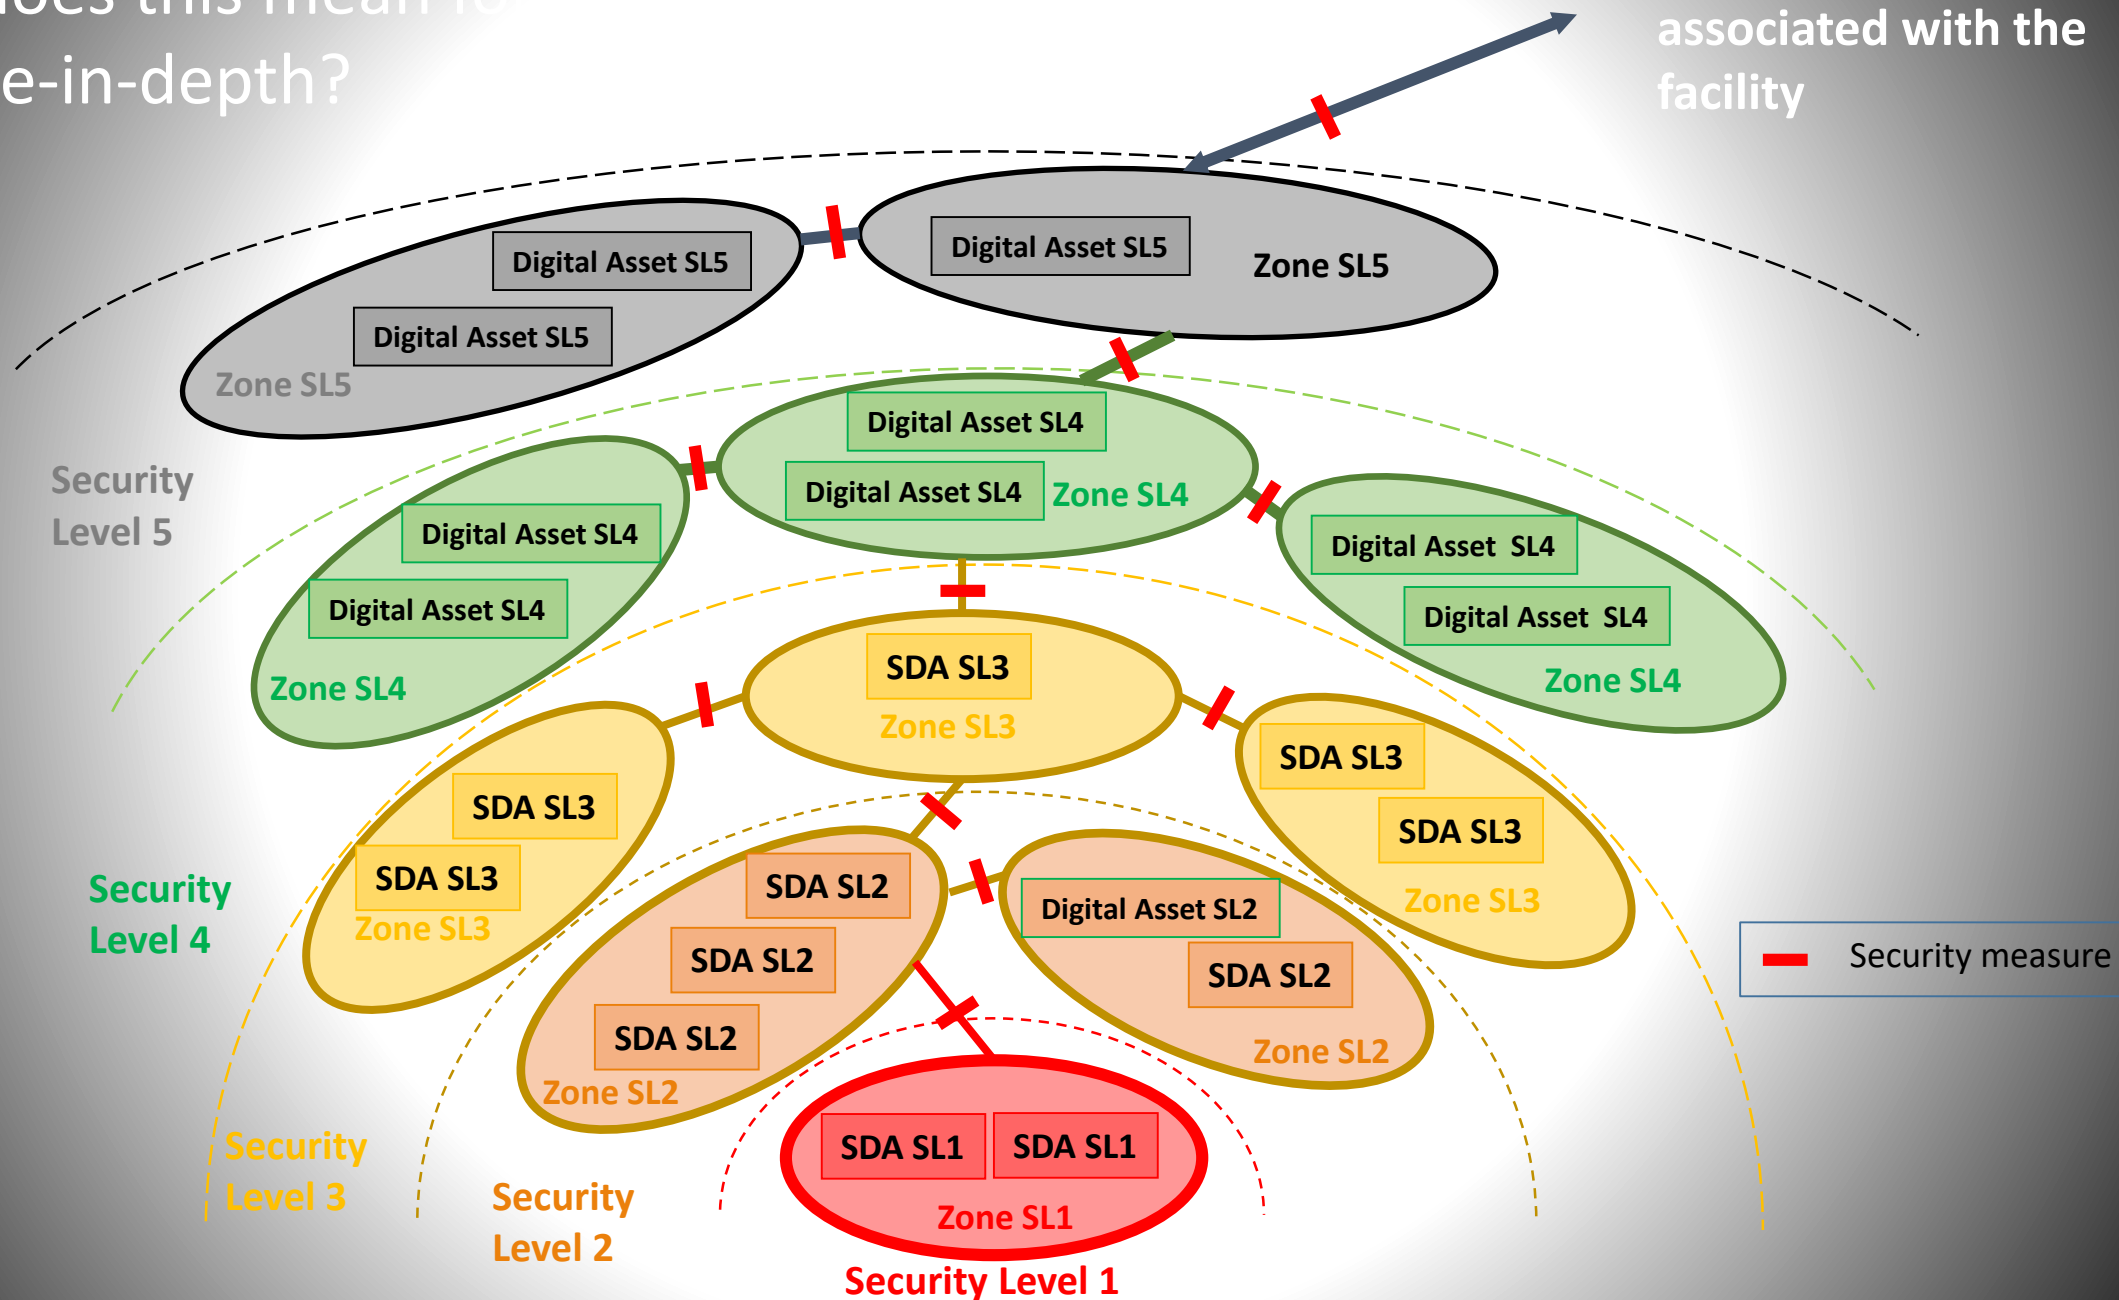 does this mean fo
e-in-depth?
associated with the
facility
Digital Asset SL5
Digital Asset SL5
Zone SL5
Digital Asset SL5
Zone SL5
Security
Level 5
Digital Asset SL4
Digital Asset SL4
Zone SL4
Digital Asset SL4
Digital Asset SL4
Zone SL4
Digital Asset  SL4
Digital Asset  SL4
Zone SL4
Security
Level 4
SDA SL3
Zone SL3
SDA SL3
SDA SL3
Zone SL3
SDA SL3
SDA SL3
Zone SL3
Security
Level 3
SDA SL2
SDA SL2
SDA SL2
Zone SL2
Digital Asset SL2
SDA SL2
Zone SL2
Security
Level 2
SDA SL1
SDA SL1
Zone SL1
Security Level 1
Security measure